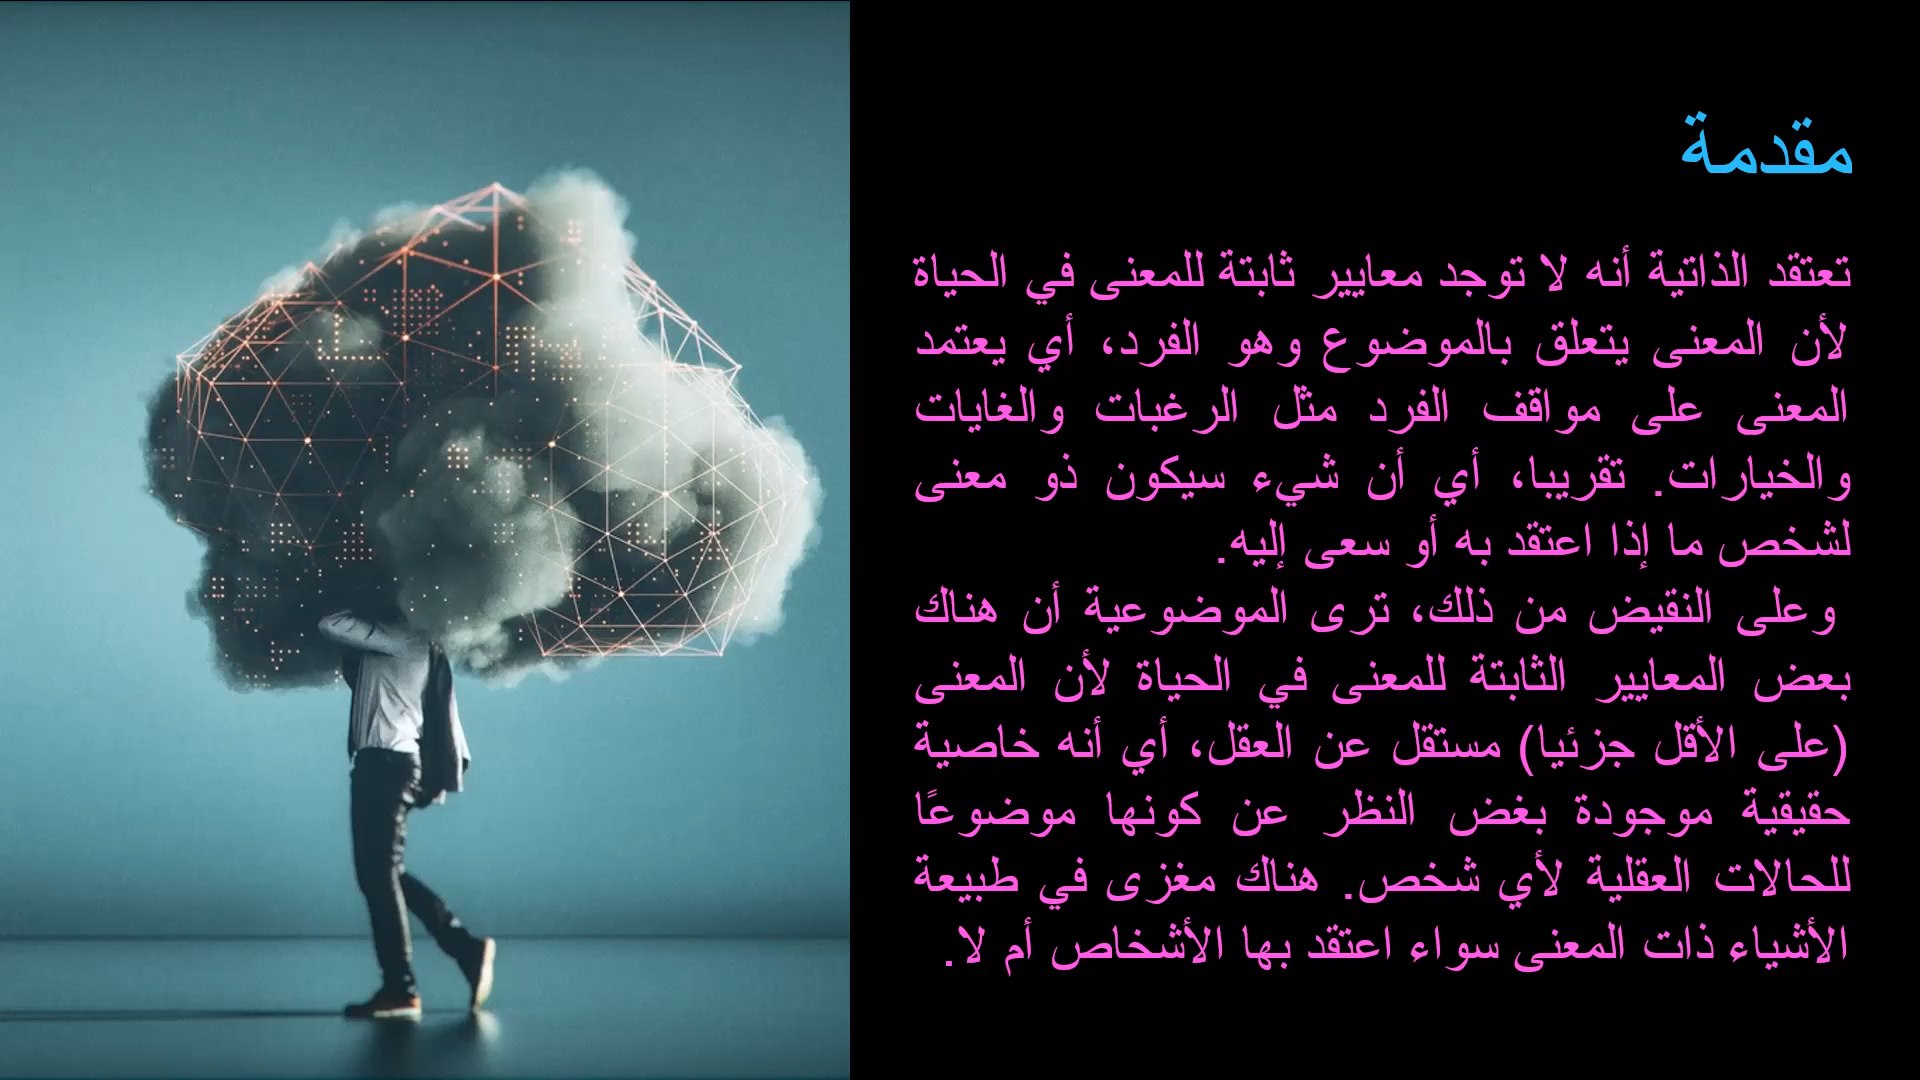 مقدمة
تعتقد الذاتية أنه لا توجد معايير ثابتة للمعنى في الحياة
لأن المعنى يتعلق بالموضوع وهو الفرد، أي يعتمد
المعنى على مواقف الفرد مثل الرغبات والغايات
والخيارات. تقريبا، أي أن شيء سيكون ذو معنى
لشخص ما إذا اعتقد به أو سعى إليه.
وعلى النقيض من ذلك، ترى الموضوعية أن هناك
بعض المعايير الثابتة للمعنى في الحياة لأن المعنى
(على الأقل جزئيا) مستقل عن العقل، أي أنه خاصية
حقيقية موجودة بغض النظر عن كونها موضوعًا
للحالات العقلية لأي شخص. هناك مغزى في طبيعة
الأشياء ذات المعنى سواء اعتقد بها الأشخاص أم لا.